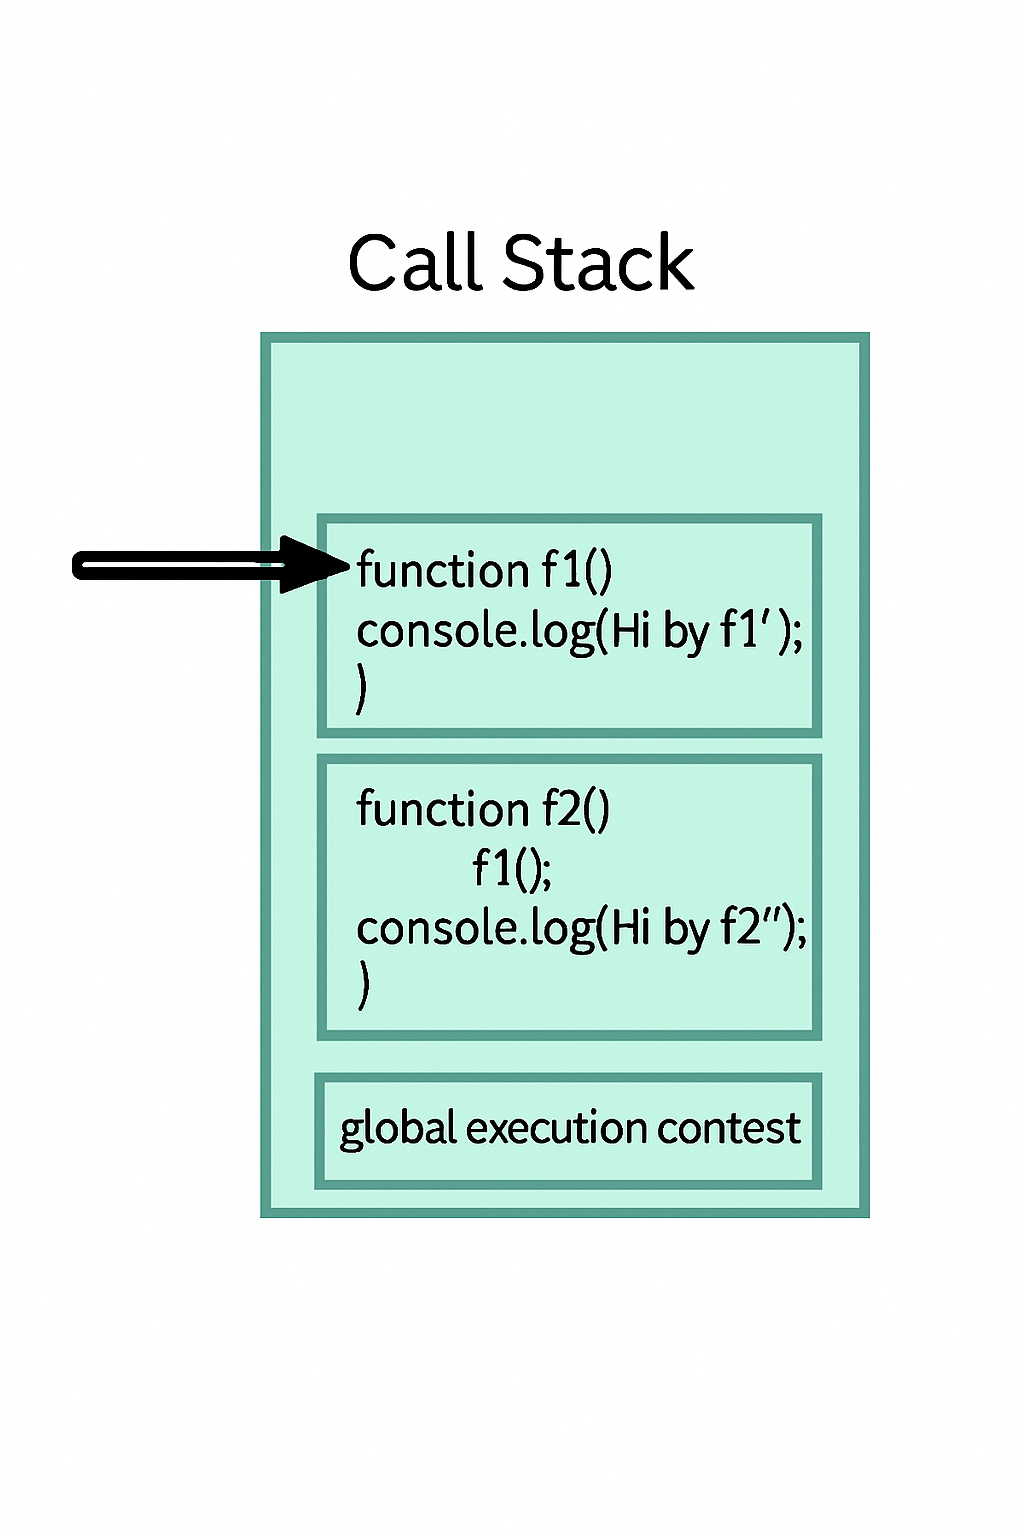 Call Stack
function f1()
console.log(Hi by f1′ );
)
function f2()
f1();
console.log(Hi by f2″);
)
global execution contest